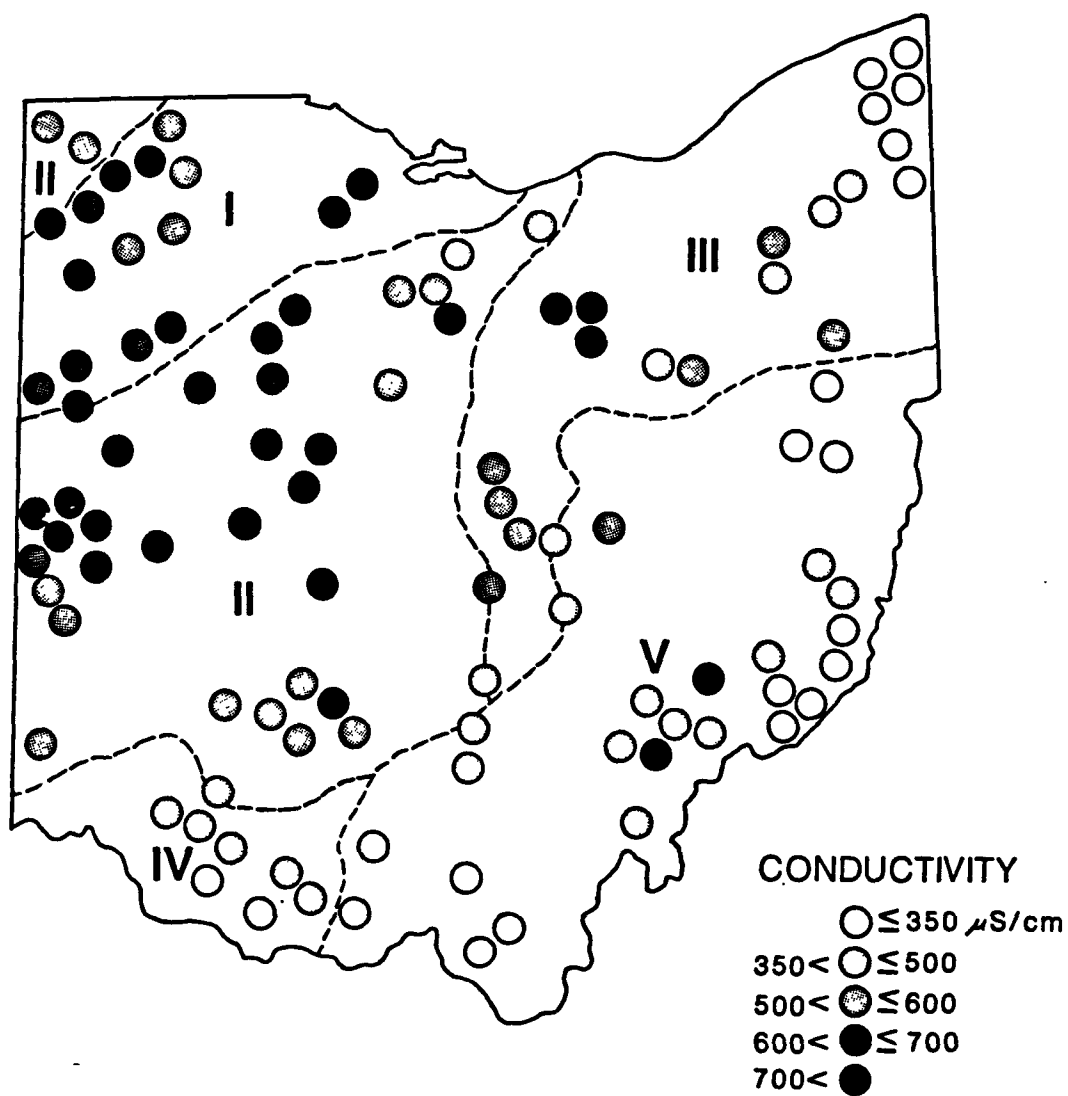 II
I
III
II
V
IV
CONDUCTIVITY
≤350 μS/cm
350< ≤500
500< ≤600
600< ≤700
700<